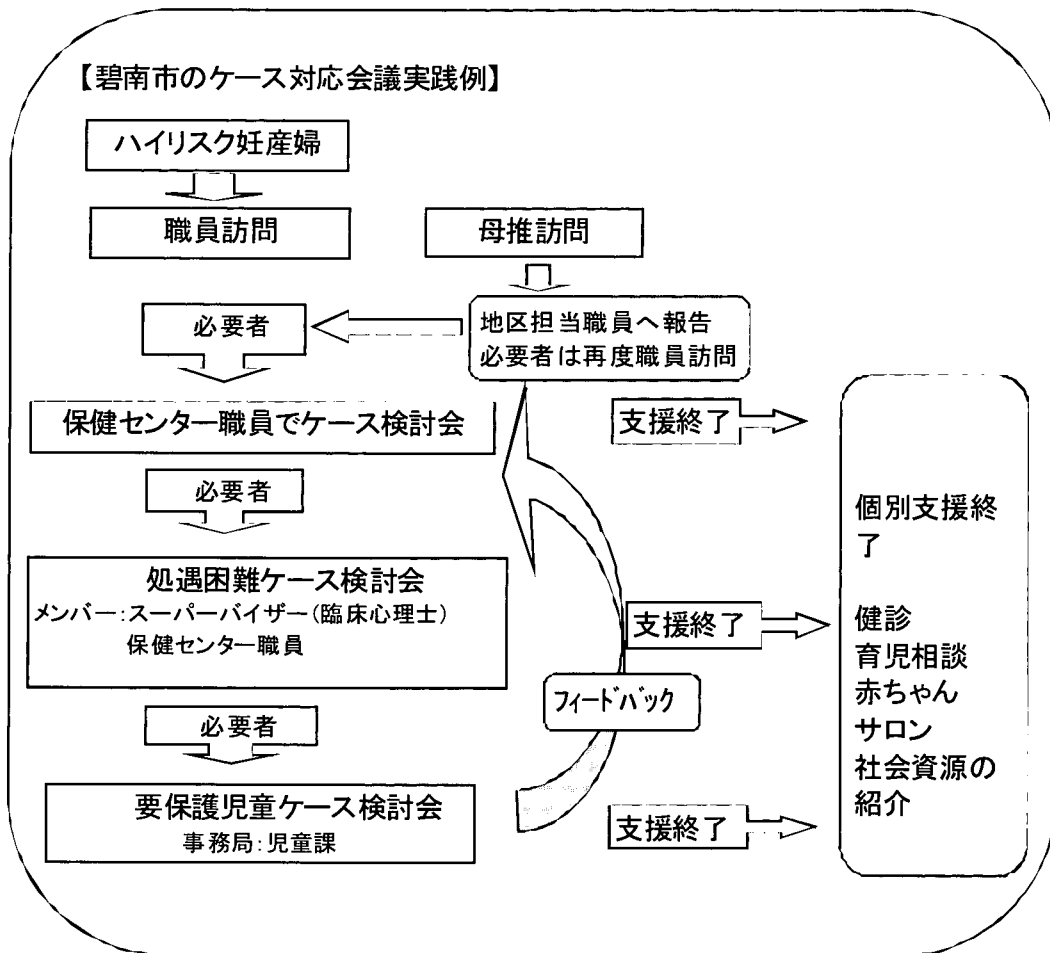 【碧南市のケース対応会議実践例】
ハイリスク妊産婦
職員訪問
母推訪問
必要者
地区担当職員へ報告
必要者は再度職員訪問
保健センター職員でケース検討会
支援終了
必要者
処遇困難ケース検討会
メンバー：スーパーバイザー（臨床心理士）
保健センター職員
支援終了
フィードバック
必要者
要保護児童ケース検討会
事務局：児童課
支援終了
個別支援終
了
健診
育児相談
赤ちゃん
サロン
社会資源の
紹介